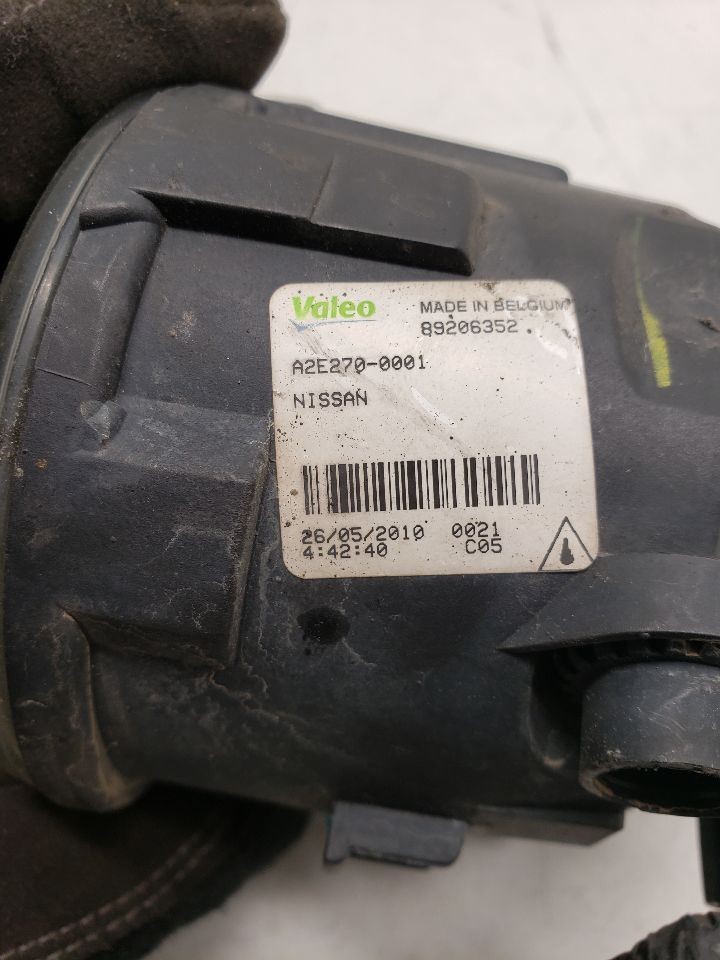 Valeo MADE IN BELGIUM
89206352
A2E270-0001
NISSAN
26/05/2010 0021
4:42:40 C05